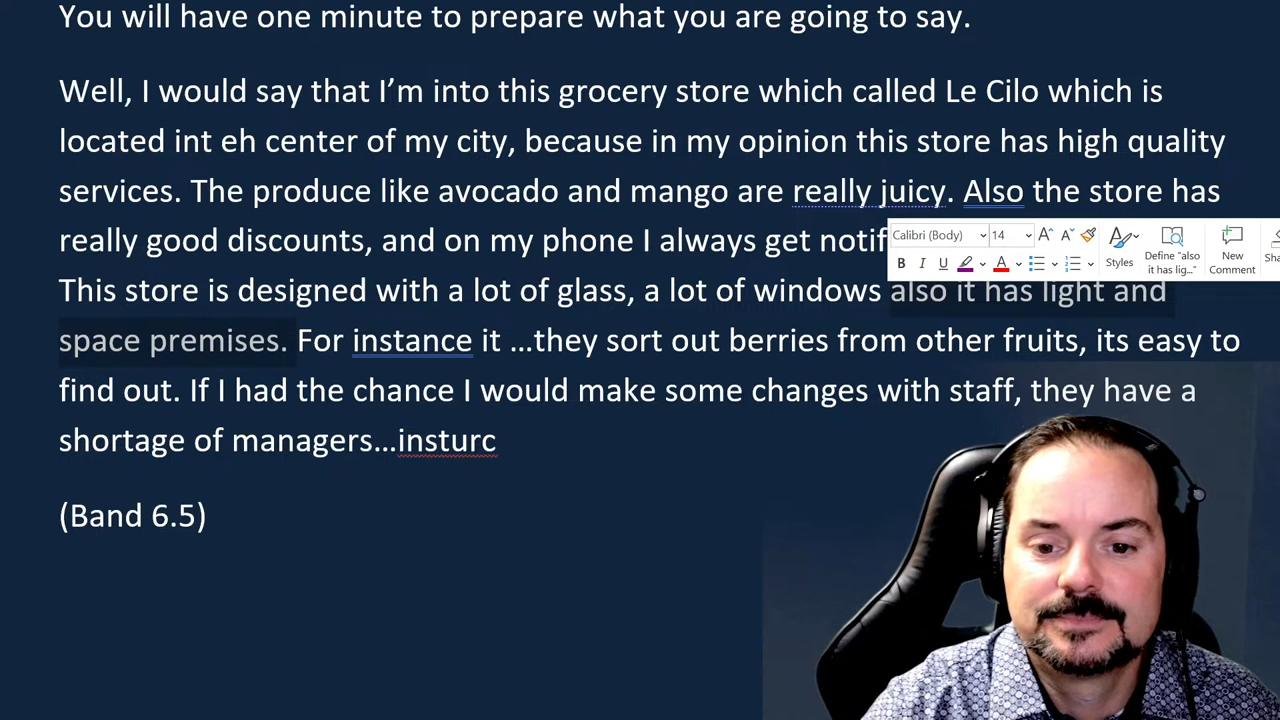 You will have one minute to prepare what you are going to say.
Well, I would say that I’m into this grocery store which called Le Cilo which is
located int eh center of my city, because in my opinion this store has high quality
services. The produce like avocado and mango are really juicy. Also the store has
really good discounts, and on my phone I always get notif
Calibri (Body) 14 A A Styles Define "also it has lig... New Comment
B I U A
This store is designed with a lot of glass, a lot of windows also it has light and
space premises. For instance it …they sort out berries from other fruits, its easy to
find out. If I had the chance I would make some changes with staff, they have a
shortage of managers…insturc
(Band 6.5)